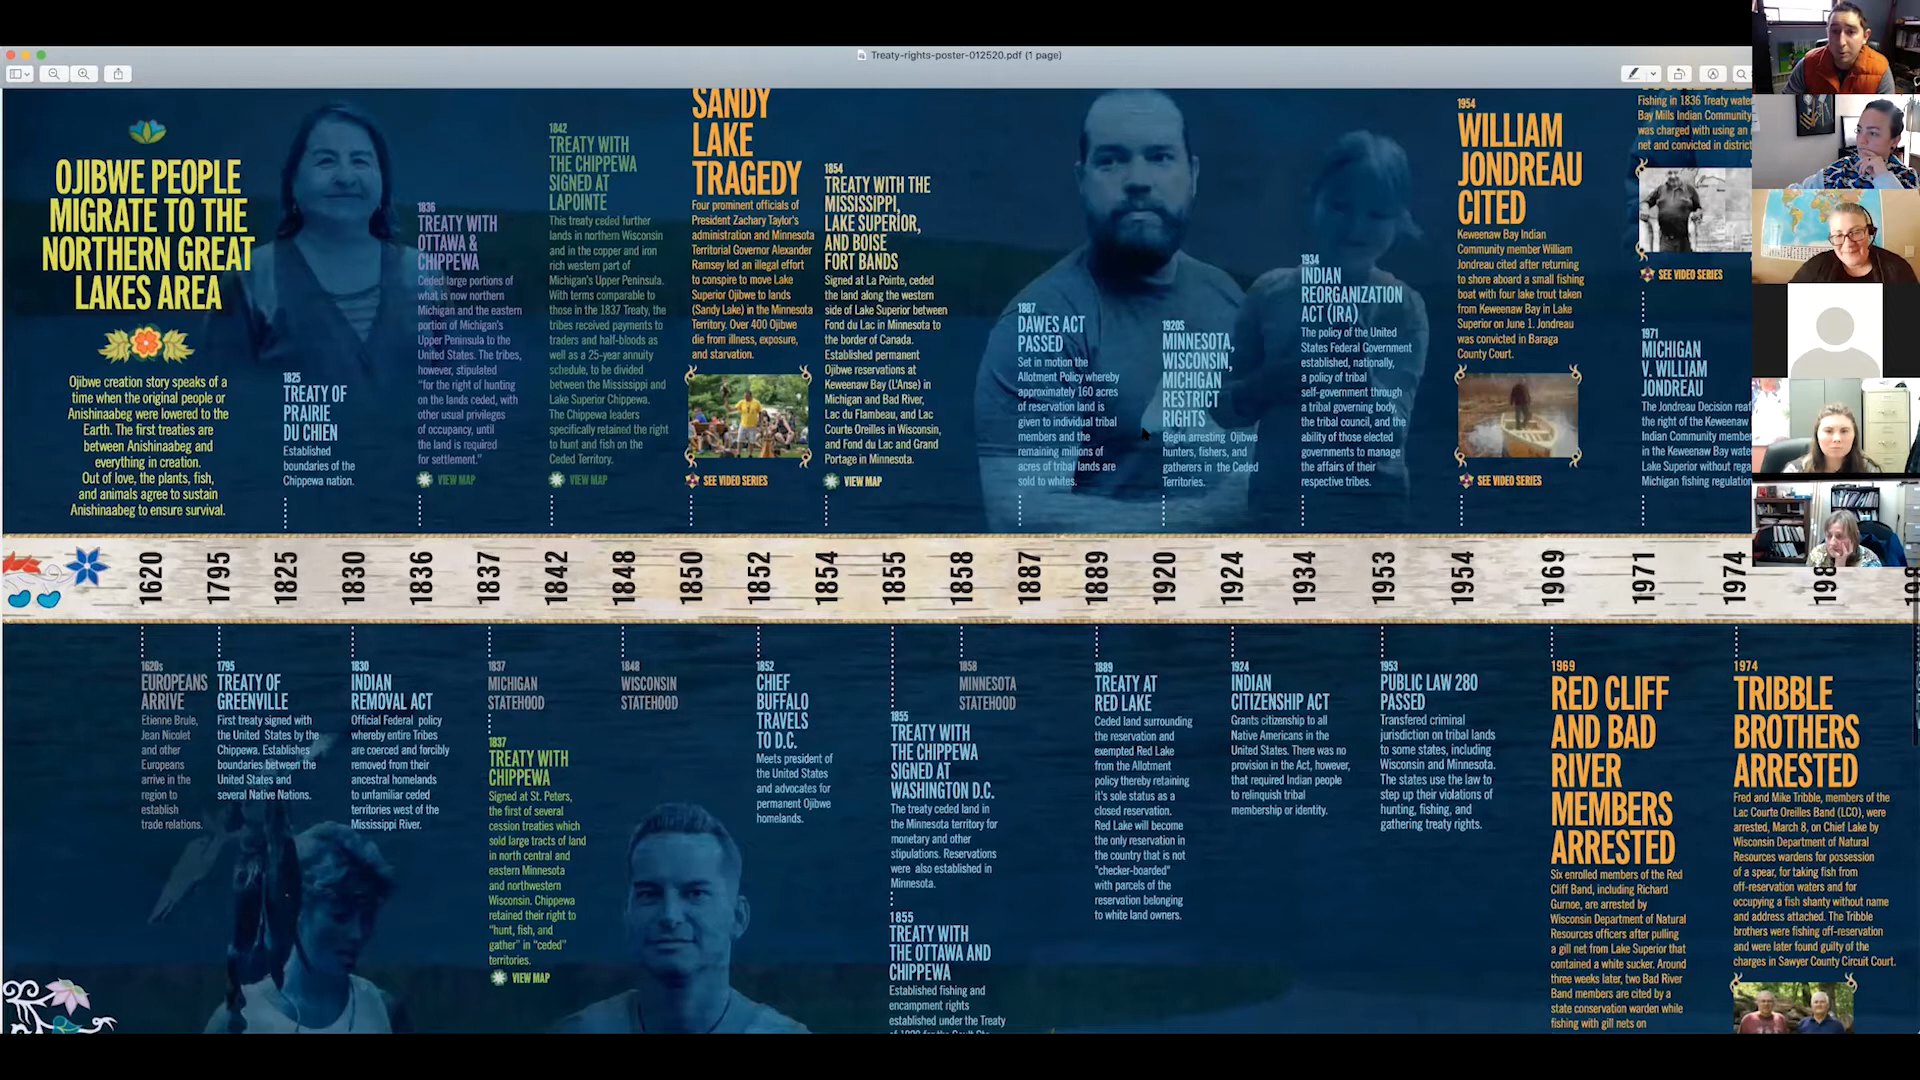 Treaty-rights-poster-012520.pdf (1 page)
OJIBWE PEOPLE
MIGRATE TO THE
NORTHERN GREAT
LAKES AREA
Ojibwe creation story speaks of a
time when the original people or
Anishinaabeg were lowered to the
Earth. The first treaties are
between Anishinaabeg and
everything in creation.
Out of love, the plants, fish,
and animals agree to sustain
Anishinaabeg to ensure survival.
1825
TREATY OF
PRAIRIE
DU CHIEN
Established
boundaries of the
Chippewa nation.
1836
TREATY WITH
OTTAWA &
CHIPPEWA
Ceded large portions of
what is now northern
Michigan and the eastern
portion of Michigan's
Upper Peninsula to the
United States. The tribes,
however, stipulated
"for the right of hunting
on the lands ceded, with
other usual privileges
of occupancy, until
the land is required
for settlement."
VIEW MAP
1842
TREATY WITH
THE CHIPPEWA
SIGNED AT
LAPOINTE
This treaty ceded further
lands in northern Wisconsin
and in the copper and iron
rich western part of
Michigan's Upper Peninsula.
With terms comparable to
those in the 1837 Treaty, the
tribes received payments to
traders and half-bloods as
well as a 25-year annuity
schedule, to be divided
between the Mississippi and
Lake Superior Chippewa.
The Chippewa leaders
specifically retained the right
to hunt and fish on the
Ceded Territory.
VIEW MAP
SANDY
LAKE
TRAGEDY
Four prominent officials of
President Zachary Taylor's
administration and Minnesota
Territorial Governor Alexander
Ramsey led an illegal effort
to conspire to move Lake
Superior Ojibwe to lands
(Sandy Lake) in the Minnesota
Territory. Over 400 Ojibwe
die from illness, exposure,
and starvation.
SEE VIDEO SERIES
1854
TREATY WITH THE
MISSISSIPPI,
LAKE SUPERIOR,
AND BOISE
FORT BANDS
Signed at La Pointe, ceded
the land along the western
side of Lake Superior between
Fond du Lac in Minnesota to
the border of Canada.
Established permanent
Ojibwe reservations at
Keweenaw Bay (L'Anse) in
Michigan and Bad River,
Lac du Flambeau, and Lac
Courte Oreilles in Wisconsin,
and Fond du Lac and Grand
Portage in Minnesota.
VIEW MAP
1887
DAWES ACT
PASSED
Set in motion the
Allotment Policy whereby
approximately 160 acres
of reservation land is
given to individual tribal
members and the
remaining millions of
acres of tribal lands are
sold to whites.
1920S
MINNESOTA,
WISCONSIN,
MICHIGAN
RESTRICT
RIGHTS
Begin arresting Ojibwe
hunters, fishers, and
gatherers in the Ceded
Territories.
1934
INDIAN
REORGANIZATION
ACT (IRA)
The policy of the United
States Federal Government
established, nationally,
a policy of tribal
self-government through
a tribal governing body,
the tribal council, and the
ability of those elected
governments to manage
the affairs of their
respective tribes.
1954
WILLIAM
JONDREAU
CITED
Keweenaw Bay Indian
Community member William
Jondreau cited after returning
to shore aboard a small fishing
boat with four lake trout taken
from Keweenaw Bay in Lake
Superior on June 1. Jondreau
was convicted in Baraga
County Court.
SEE VIDEO SERIES
Fishing in 1836 Treaty wate
Bay Mills Indian Community
was charged with using an
net and convicted in district
SEE VIDEO SERIES
1971
MICHIGAN
V. WILLIAM
JONDREAU
The Jondreau Decision reaf
the right of the Keweenaw
Indian Community member
in the Keweenaw Bay water
Lake Superior without rega
Michigan fishing regulation
1620 1795 1825 1830 1836 1837 1842 1848 1850 1852 1854 1855 1858 1887 1889 1920 1924 1934 1953 1954 1969 1971 1974
1620s
EUROPEANS
ARRIVE
Etienne Brule,
Jean Nicolet
and other
Europeans
arrive in the
region to
establish
trade relations.
1795
TREATY OF
GREENVILLE
First treaty signed with
the United States by the
Chippewa. Establishes
boundaries between the
United States and
several Native Nations.
1830
INDIAN
REMOVAL ACT
Official Federal policy
whereby entire Tribes
are coerced and forcibly
removed from their
ancestral homelands
to unfamiliar ceded
territories west of the
Mississippi River.
1837
MICHIGAN
STATEHOOD
1837
TREATY WITH
CHIPPEWA
Signed at St. Peters,
the first of several
cession treaties which
sold large tracts of land
in north central and
eastern Minnesota
and northwestern
Wisconsin. Chippewa
retained their right to
"hunt, fish, and
gather" in "ceded"
territories.
VIEW MAP
1848
WISCONSIN
STATEHOOD
1852
CHIEF
BUFFALO
TRAVELS
TO D.C.
Meets president of
the United States
and advocates for
permanent Ojibwe
homelands.
1855
TREATY WITH
THE CHIPPEWA
SIGNED AT
WASHINGTON D.C.
The treaty ceded land in
the Minnesota territory for
monetary and other
stipulations. Reservations
were also established in
Minnesota.
1855
TREATY WITH
THE OTTAWA AND
CHIPPEWA
Established fishing and
encampment rights
established under the Treaty
1858
MINNESOTA
STATEHOOD
1889
TREATY AT
RED LAKE
Ceded land surrounding
the reservation and
exempted Red Lake
from the Allotment
policy thereby retaining
it's sole status as a
closed reservation.
Red Lake will become
the only reservation in
the country that is not
"checker-boarded"
with parcels of the
reservation belonging
to white land owners.
1924
INDIAN
CITIZENSHIP ACT
Grants citizenship to all
Native Americans in the
United States. There was no
provision in the Act, however,
that required Indian people
to relinquish tribal
membership or identity.
1953
PUBLIC LAW 280
PASSED
Transfered criminal
jurisdiction on tribal lands
to some states, including
Wisconsin and Minnesota.
The states use the law to
step up their violations of
hunting, fishing, and
gathering treaty rights.
1969
RED CLIFF
AND BAD
RIVER
MEMBERS
ARRESTED
Six enrolled members of the Red
Cliff Band, including Richard
Gurnoe, are arrested by
Wisconsin Department of Natural
Resources officers after pulling
a gill net from Lake Superior that
contained a white sucker. Around
three weeks later, two Bad River
Band members are cited by a
state conservation warden while
fishing with gill nets on
1974
TRIBBLE
BROTHERS
ARRESTED
Fred and Mike Tribble, members of the
Lac Courte Oreilles Band (LCO), were
arrested, March 8, on Chief Lake by
Wisconsin Department of Natural
Resources wardens for possession
of a spear, for taking fish from
off-reservation waters and for
occupying a fish shanty without name
and address attached. The Tribble
brothers were fishing off-reservation
and were later found guilty of the
charges in Sawyer County Circuit Court.